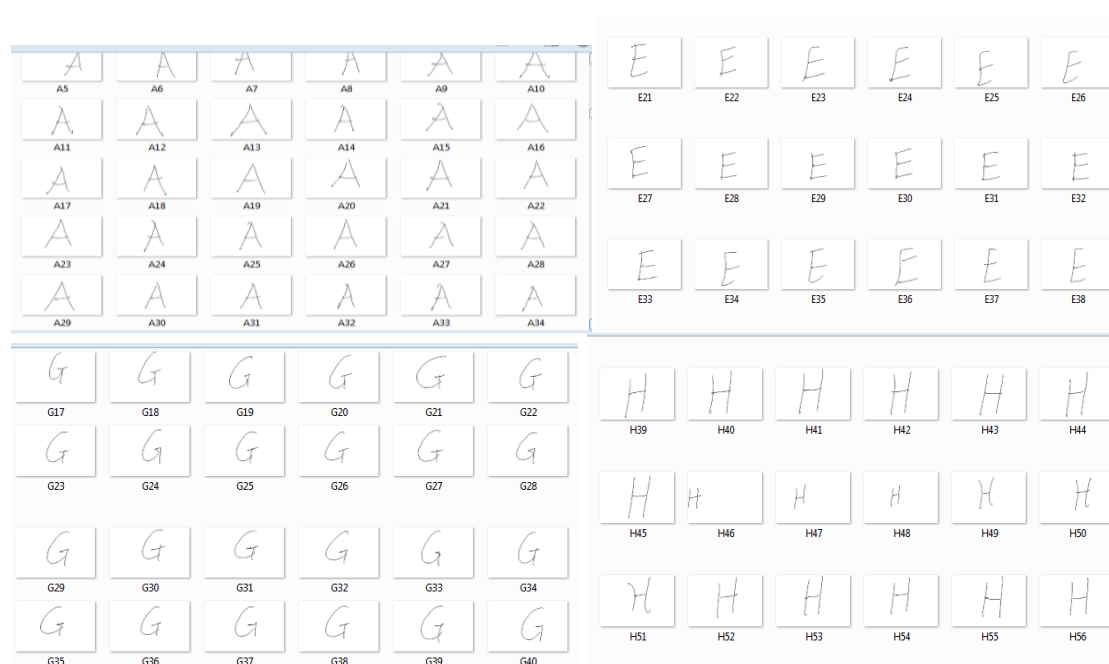 A A A A A A
A5 A6 A7 A8 A9 A10
A A A A A A
A11 A12 A13 A14 A15 A16
A A A A A A
A17 A18 A19 A20 A21 A22
A A A A A A
A23 A24 A25 A26 A27 A28
A A A A A A
A29 A30 A31 A32 A33 A34
E E E E E E
E21 E22 E23 E24 E25 E26
E E E E E E
E27 E28 E29 E30 E31 E32
E E E E E E
E33 E34 E35 E36 E37 E38
G G G G G G
G17 G18 G19 G20 G21 G22
G G G G G G
G23 G24 G25 G26 G27 G28
G G G G G G
G29 G30 G31 G32 G33 G34
G G G G G G
G35 G36 G37 G38 G39 G40
H H H H H H
H39 H40 H41 H42 H43 H44
H H H H H H
H45 H46 H47 H48 H49 H50
H H H H H H
H51 H52 H53 H54 H55 H56